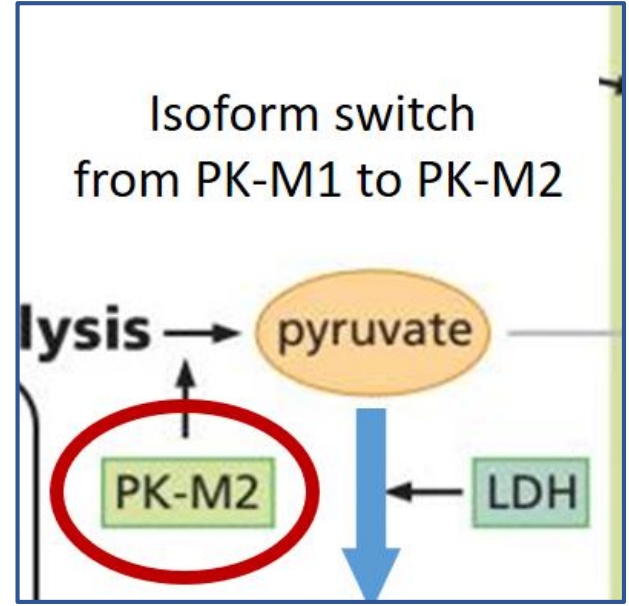 Isoform switch
from PK-M1 to PK-M2
lysis
pyruvate
PK-M2
LDH